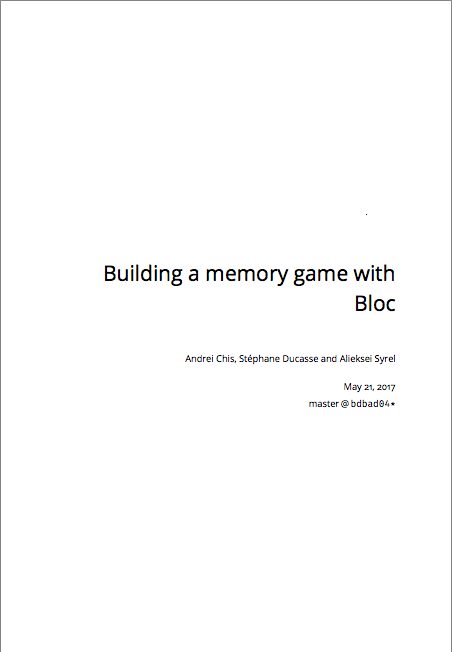 Building a memory game with
Bloc
Andrei Chis, Stéphane Ducasse and Alieksei Syrel
May 21, 2017
master @ bdbad04*